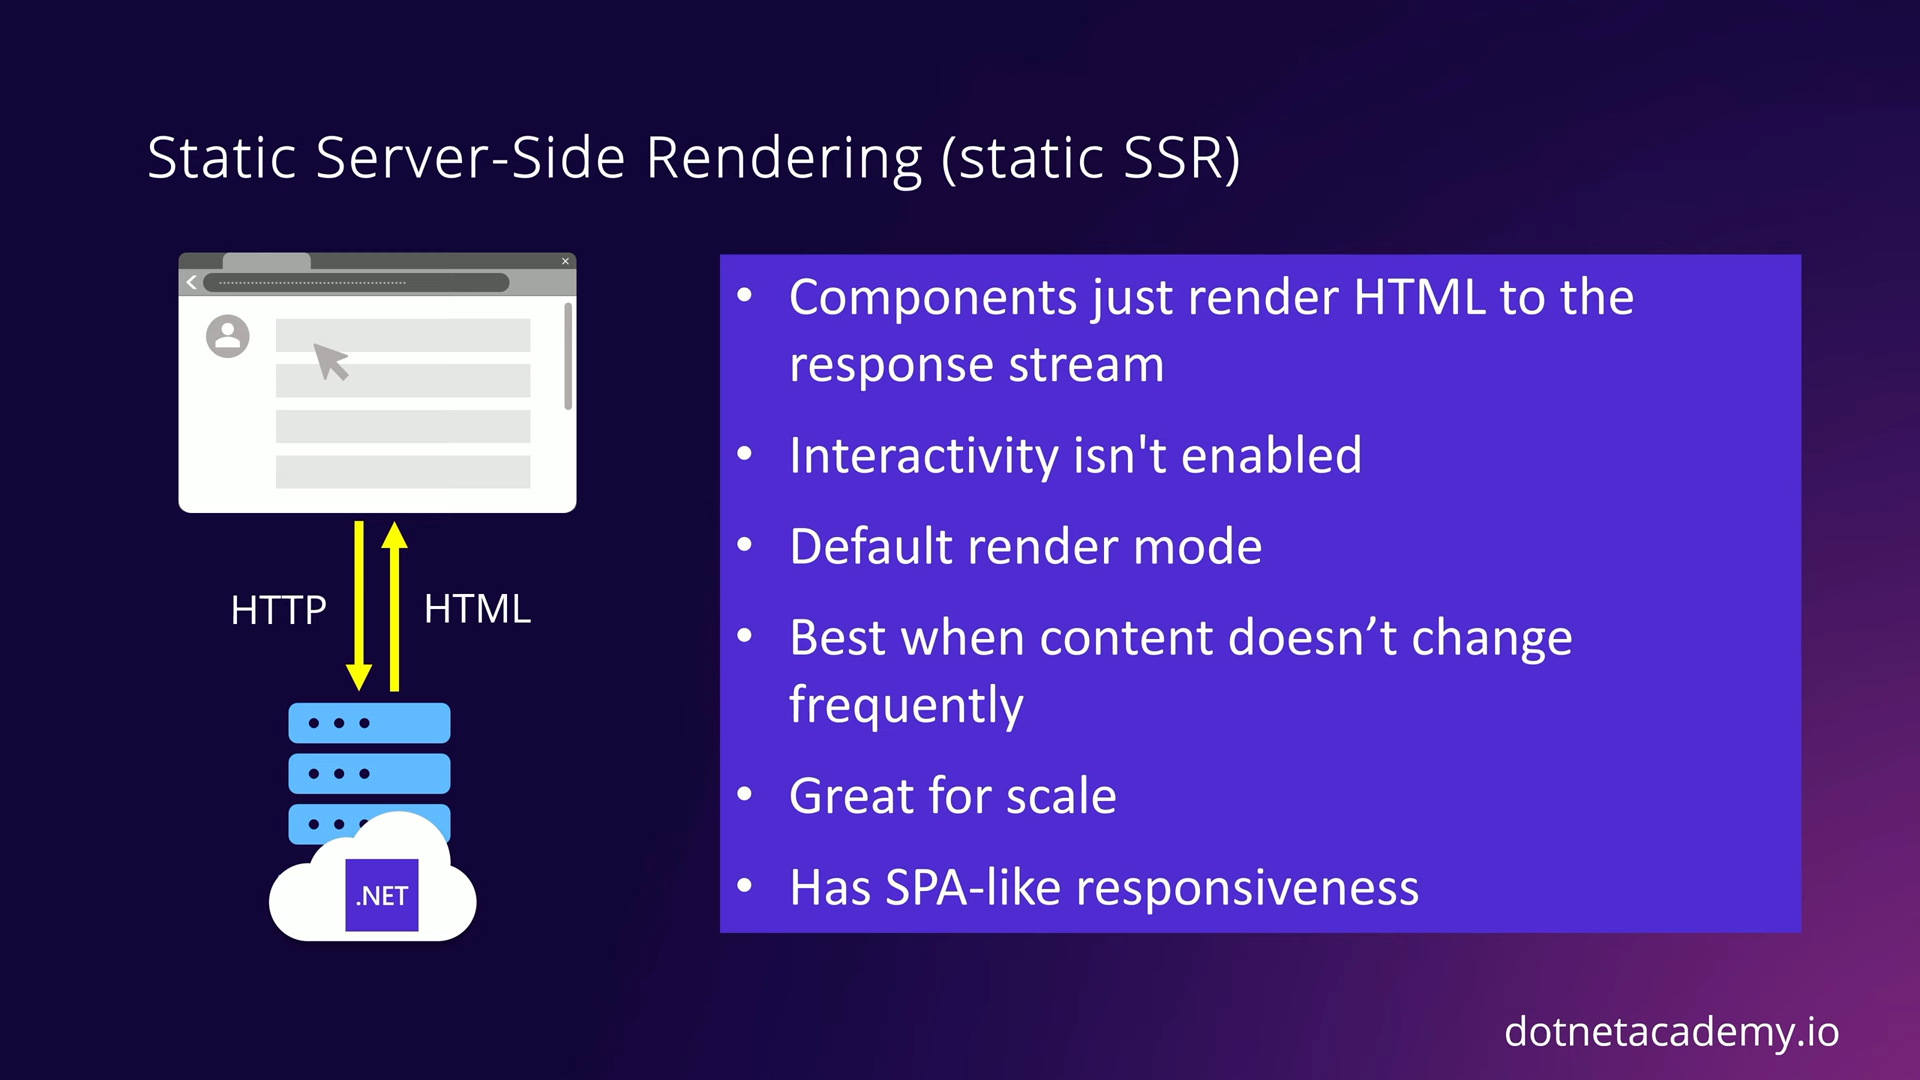 Static Server-Side Rendering (static SSR)
• Components just render HTML to the
response stream
• Interactivity isn't enabled
• Default render mode
• Best when content doesn’t change
frequently
• Great for scale
• Has SPA-like responsiveness
HTTP
HTML
.NET
dotnetacademy.io